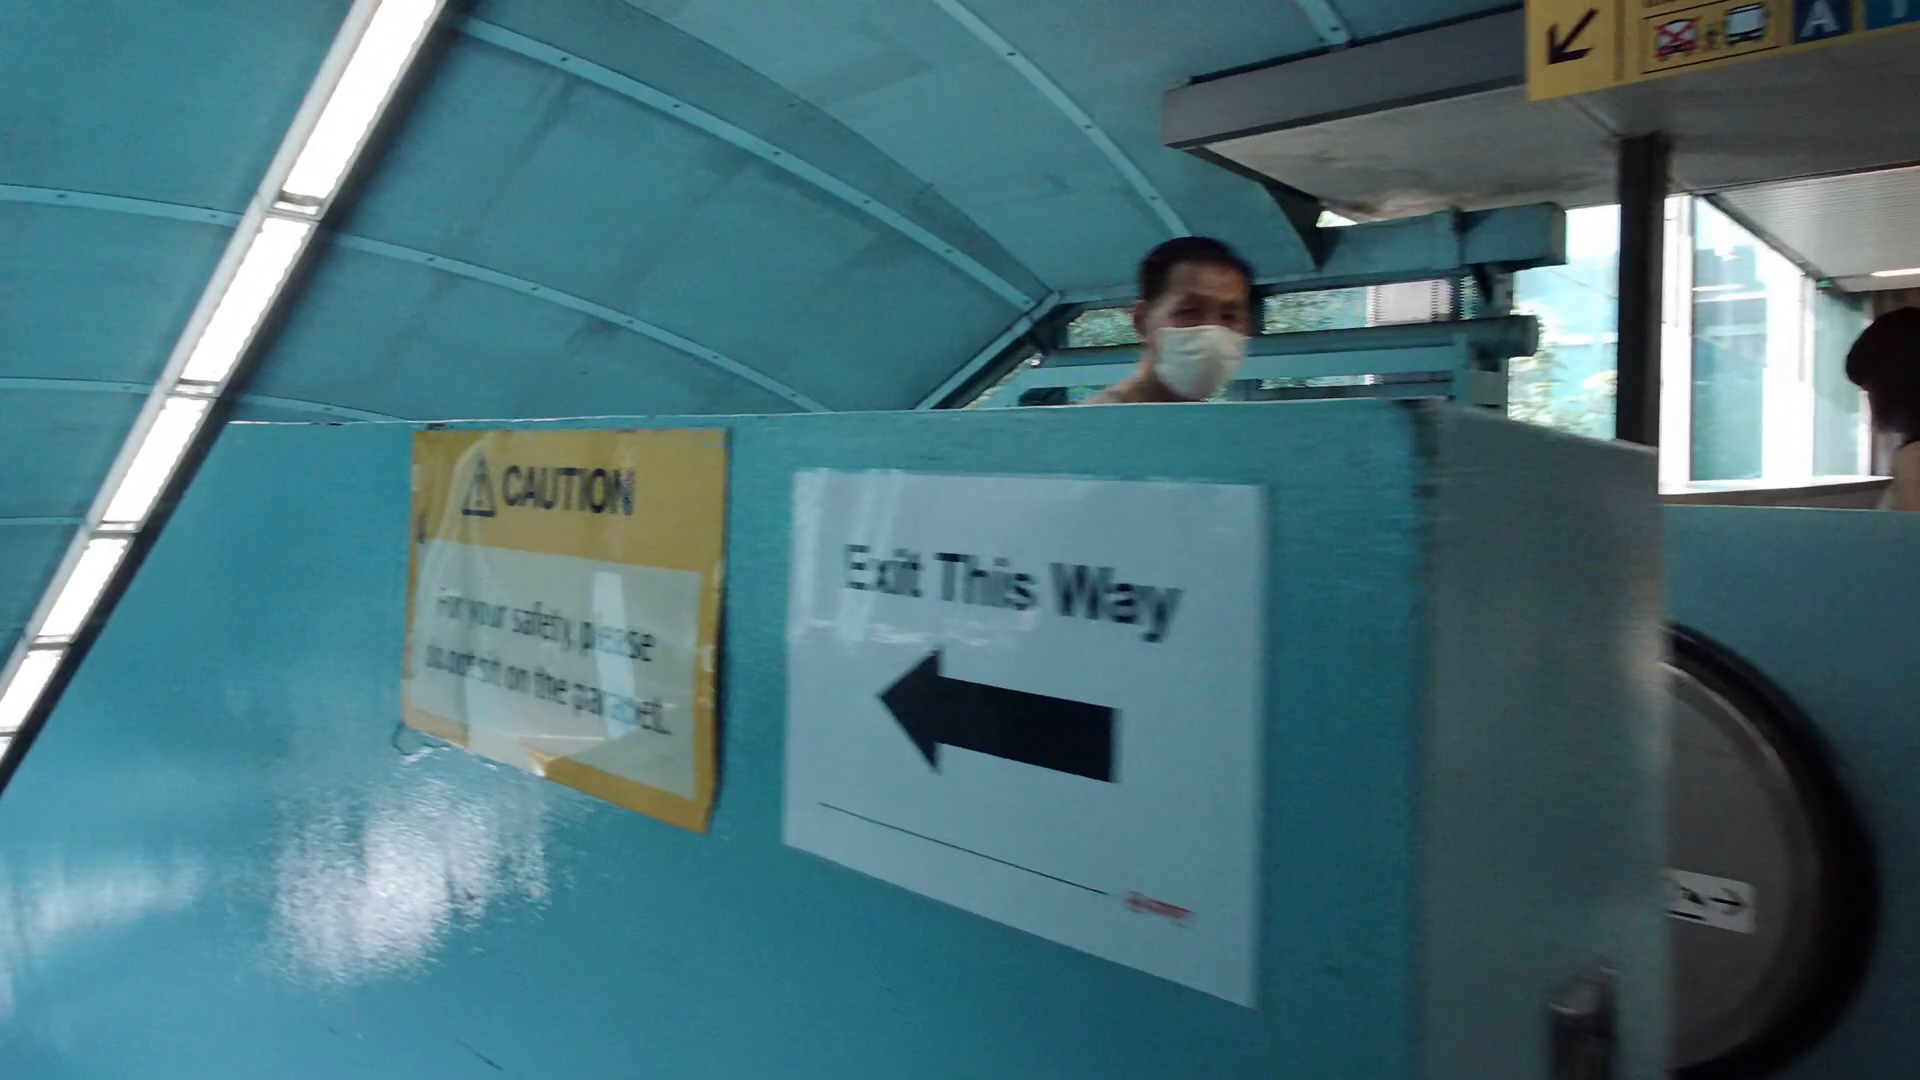 A
CAUTION
For your safety, please
do not sit on the parapet.
Exit This Way